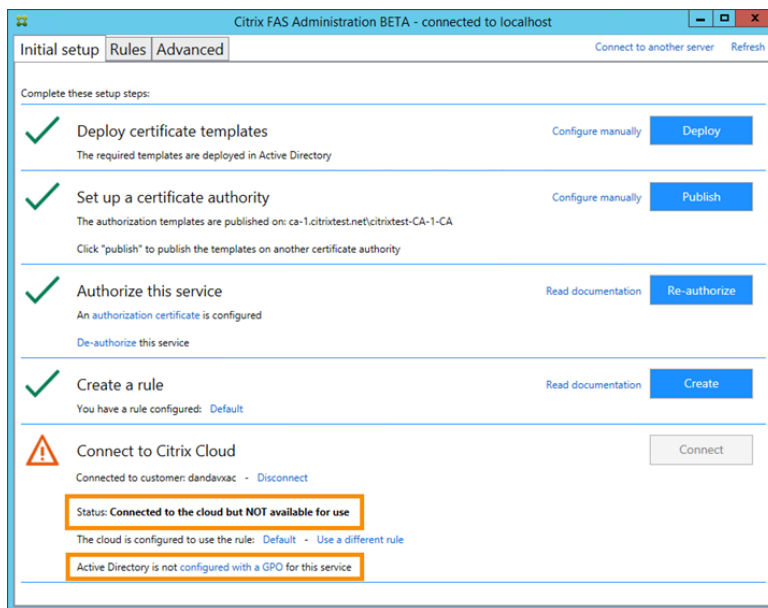 Citrix FAS Administration BETA - connected to localhost
Initial setup Rules Advanced Connect to another server Refresh
Complete these setup steps:
Deploy certificate templates Configure manually Deploy
The required templates are deployed in Active Directory
Set up a certificate authority Configure manually Publish
The authorization templates are published on: ca-1.citrixtest.net\citrixtest-CA-1-CA
Click "publish" to publish the templates on another certificate authority
Authorize this service Read documentation Re-authorize
An authorization certificate is configured
De-authorize this service
Create a rule Read documentation Create
You have a rule configured: Default
Connect to Citrix Cloud Connect
Connected to customer: dandavxac - Disconnect
Status: Connected to the cloud but NOT available for use
The cloud is configured to use the rule: Default - Use a different rule
Active Directory is not configured with a GPO for this service